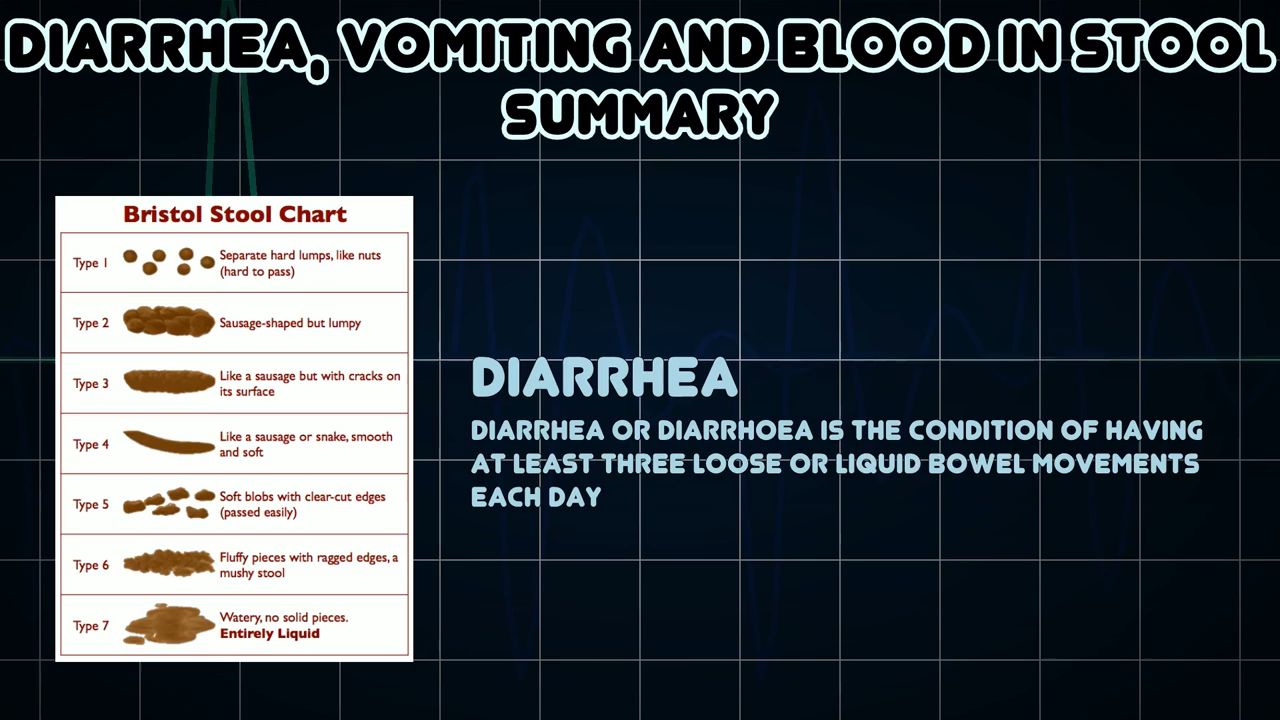 DIARRHEA, VOMITING AND BLOOD IN STOOL
SUMMARY
Bristol Stool Chart
Type 1
Separate hard lumps, like nuts
(hard to pass)
Type 2
Sausage-shaped but lumpy
Type 3
Like a sausage but with cracks on
its surface
Type 4
Like a sausage or snake, smooth
and soft
Type 5
Soft blobs with clear-cut edges
(passed easily)
Type 6
Fluffy pieces with ragged edges, a
mushy stool
Type 7
Watery, no solid pieces.
Entirely Liquid
DIARRHEA
DIARRHEA OR DIARRHOEA IS THE CONDITION OF HAVING
AT LEAST THREE LOOSE OR LIQUID BOWEL MOVEMENTS
EACH DAY